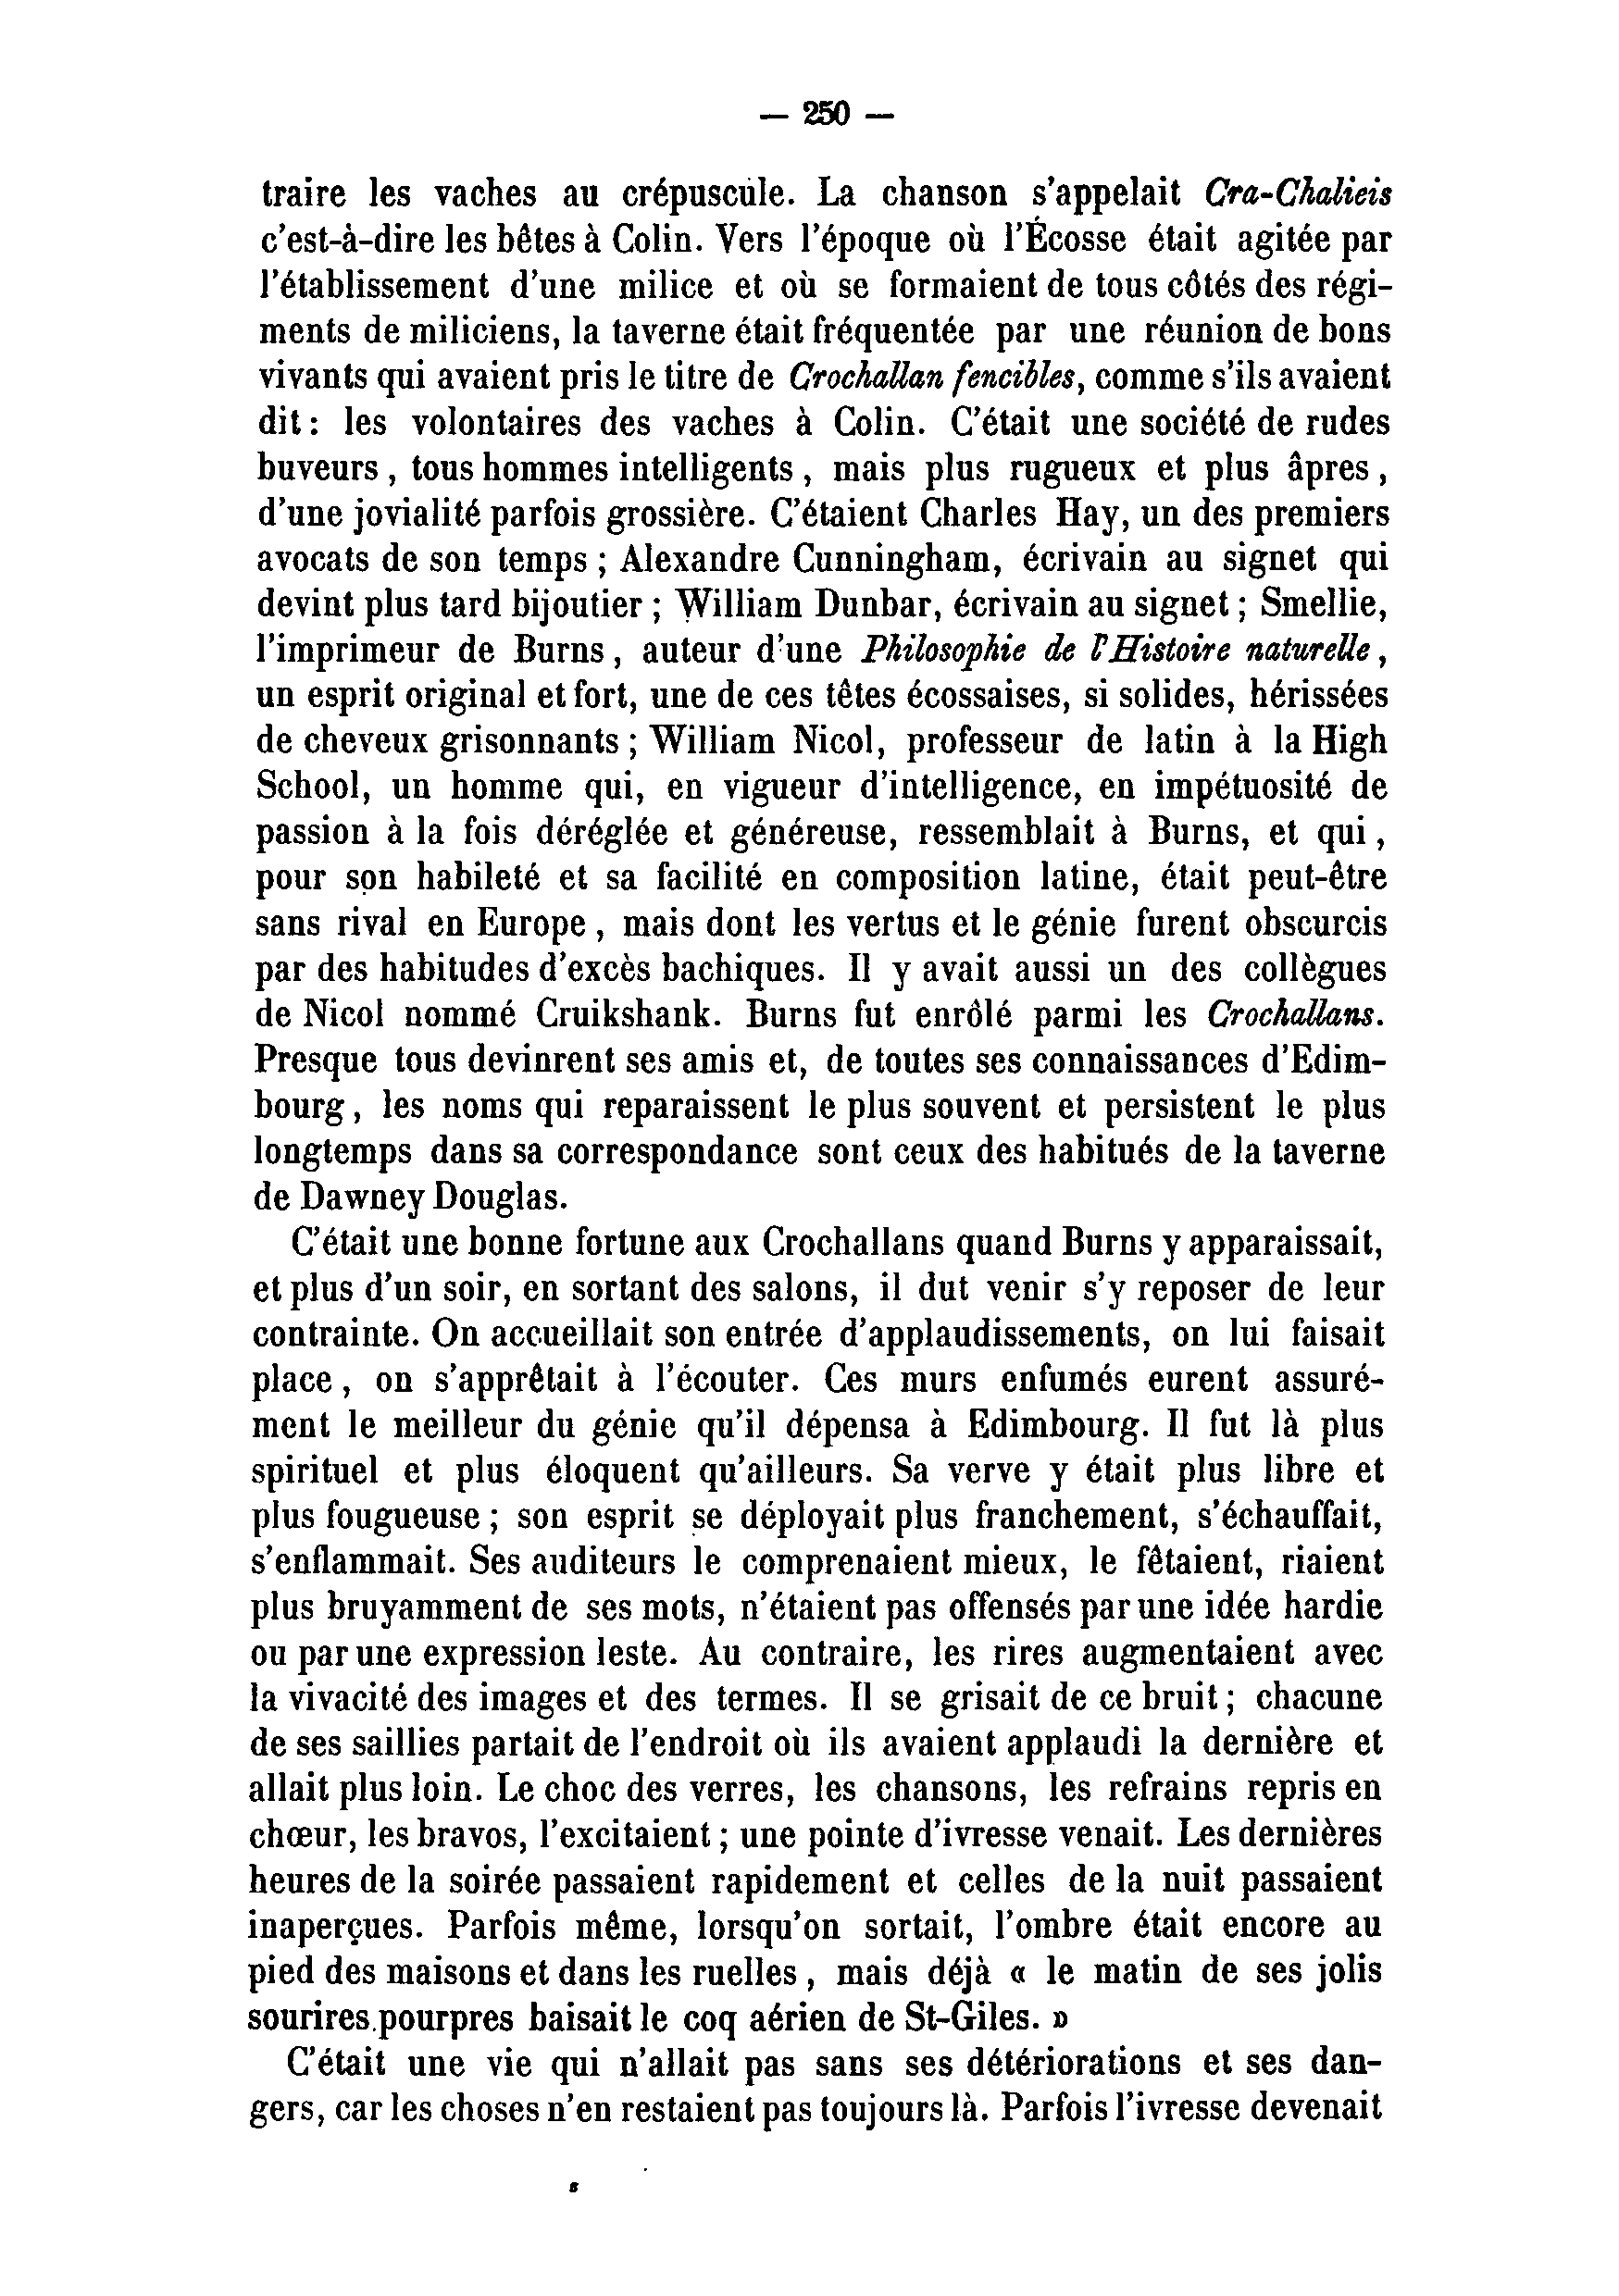 — 250 —
traire les vaches au crépuscule. La chanson s'appelait Cra-Chalieis
c'est-à-dire les bêtes à Colin. Vers l'époque où l'Écosse était agitée par
l'établissement d'une milice et où se formaient de tous côtés des régi-
ments de miliciens, la taverne était fréquentée par une réunion de bons
vivants qui avaient pris le titre de Crochallan fencibles, comme s'ils avaient
dit : les volontaires des vaches à Colin. C'était une société de rudes
buveurs, tous hommes intelligents, mais plus rugueux et plus âpres,
d'une jovialité parfois grossière. C'étaient Charles Hay, un des premiers
avocats de son temps ; Alexandre Cunningham, écrivain au signet qui
devint plus tard bijoutier ; William Dunbar, écrivain au signet ; Smellie,
l'imprimeur de Burns, auteur d'une Philosophie de l'Histoire naturelle,
un esprit original et fort, une de ces têtes écossaises, si solides, hérissées
de cheveux grisonnants ; William Nicol, professeur de latin à la High
School, un homme qui, en vigueur d'intelligence, en impétuosité de
passion à la fois déréglée et généreuse, ressemblait à Burns, et qui,
pour son habileté et sa facilité en composition latine, était peut-être
sans rival en Europe, mais dont les vertus et le génie furent obscurcis
par des habitudes d'excès bachiques. Il y avait aussi un des collègues
de Nicol nommé Cruikshank. Burns fut enrôlé parmi les Crochallans.
Presque tous devinrent ses amis et, de toutes ses connaissances d'Edim-
bourg, les noms qui reparaissent le plus souvent et persistent le plus
longtemps dans sa correspondance sont ceux des habitués de la taverne
de Dawney Douglas.
C'était une bonne fortune aux Crochallans quand Burns y apparaissait,
et plus d'un soir, en sortant des salons, il dut venir s'y reposer de leur
contrainte. On accueillait son entrée d'applaudissements, on lui faisait
place, on s'apprêtait à l'écouter. Ces murs enfumés eurent assuré-
ment le meilleur du génie qu'il dépensa à Edimbourg. Il fut là plus
spirituel et plus éloquent qu'ailleurs. Sa verve y était plus libre et
plus fougueuse ; son esprit se déployait plus franchement, s'échauffait,
s'enflammait. Ses auditeurs le comprenaient mieux, le fêtaient, riaient
plus bruyamment de ses mots, n'étaient pas offensés par une idée hardie
ou par une expression leste. Au contraire, les rires augmentaient avec
la vivacité des images et des termes. Il se grisait de ce bruit ; chacune
de ses saillies partait de l'endroit où ils avaient applaudi la dernière et
allait plus loin. Le choc des verres, les chansons, les refrains repris en
chœur, les bravos, l'excitaient ; une pointe d'ivresse venait. Les dernières
heures de la soirée passaient rapidement et celles de la nuit passaient
inaperçues. Parfois même, lorsqu'on sortait, l'ombre était encore au
pied des maisons et dans les ruelles, mais déjà « le matin de ses jolis
sourires pourpres baisait le coq aérien de St-Giles. »
C'était une vie qui n'allait pas sans ses détériorations et ses dan-
gers, car les choses n'en restaient pas toujours là. Parfois l'ivresse devenait